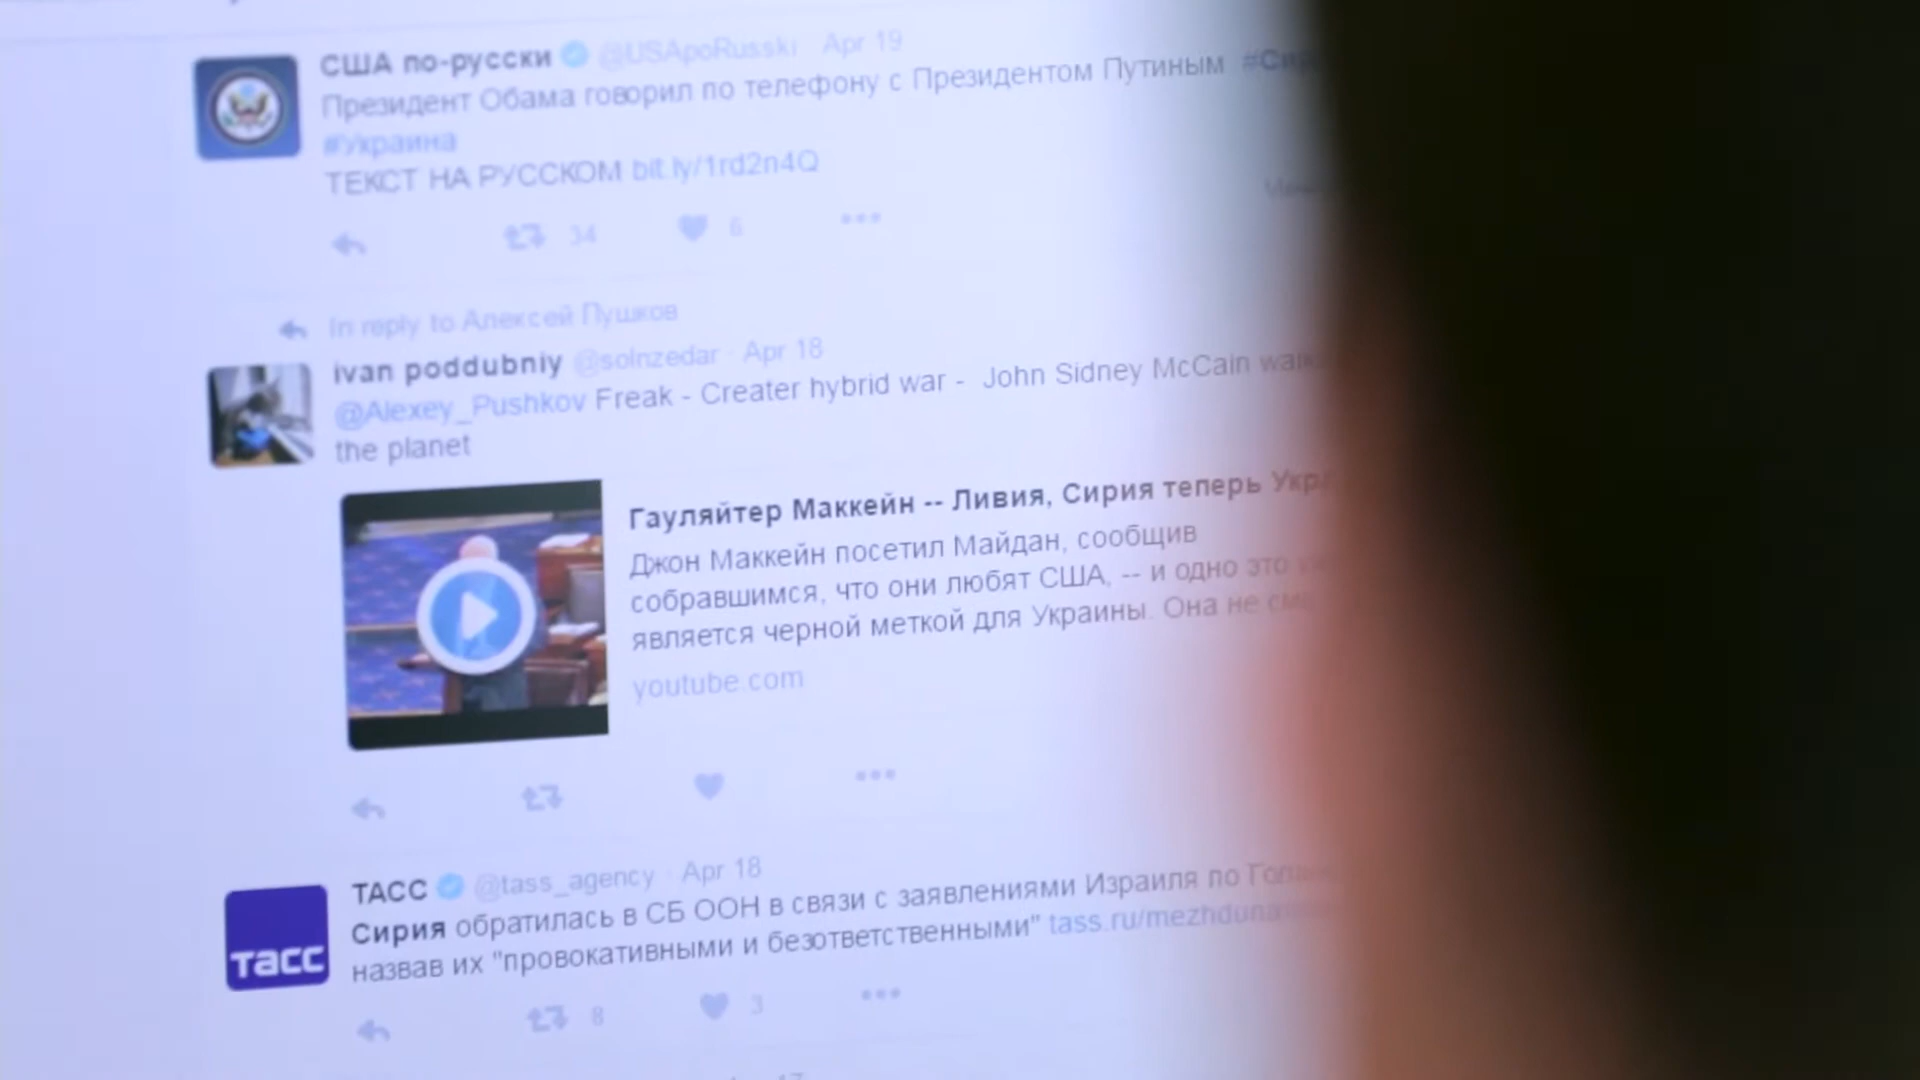 США по-русски @USApoRusski Apr 19
Президент Обама говорил по телефону с Президентом Путиным
#Украина
ТЕКСТ НА РУССКОМ bit.ly/1rd2n4Q
34 6
In reply to Алексей Пушков
ivan poddubniy @solnzedar · Apr 18
@Alexey_Pushkov Freak - Creater hybrid war - John Sidney McCain
the planet
Гауляйтер Маккейн -- Ливия, Сирия теперь
Джон Маккейн посетил Майдан, сообщив
собравшимся, что они любят США, -- и одно это
является черной меткой для Украины. Она не
youtube.com
ТАСС @tass_agency · Apr 18
Сирия обратилась в СБ ООН в связи с заявлениями Израиля по
назвав их "провокативными и безответственными"
тасс
8 3